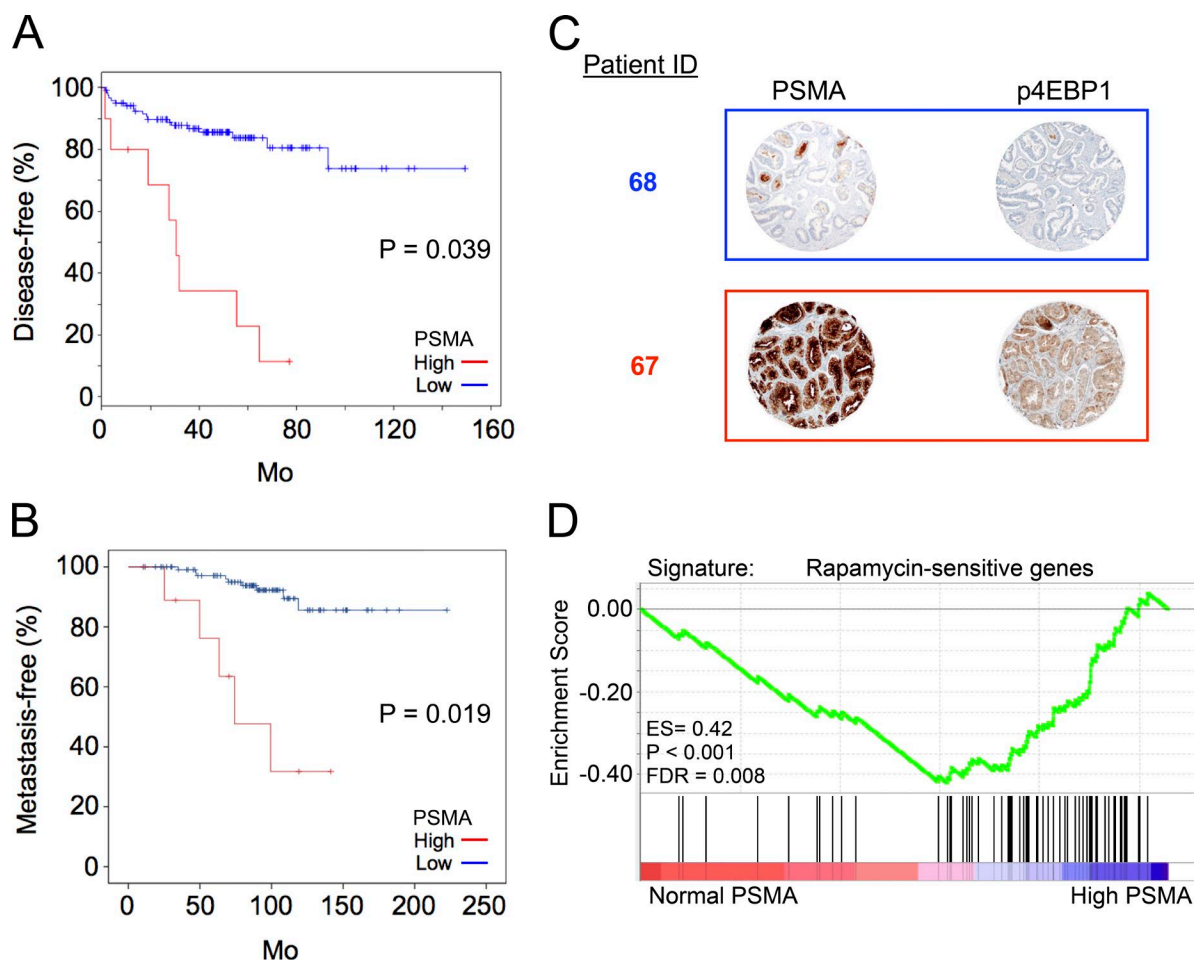 A
Disease-free (%)
100
80
60
40
20
0
P = 0.039
PSMA
High
Low
0 40 80 120 160
Mo
B
Metastasis-free (%)
100
80
60
40
20
0
P = 0.019
PSMA
High
Low
0 50 100 150 200 250
Mo
C
Patient ID
PSMA p4EBP1
68
67
D
Signature: Rapamycin-sensitive genes
Enrichment Score
0.00
-0.20
-0.40
ES= 0.42
P < 0.001
FDR = 0.008
Normal PSMA High PSMA